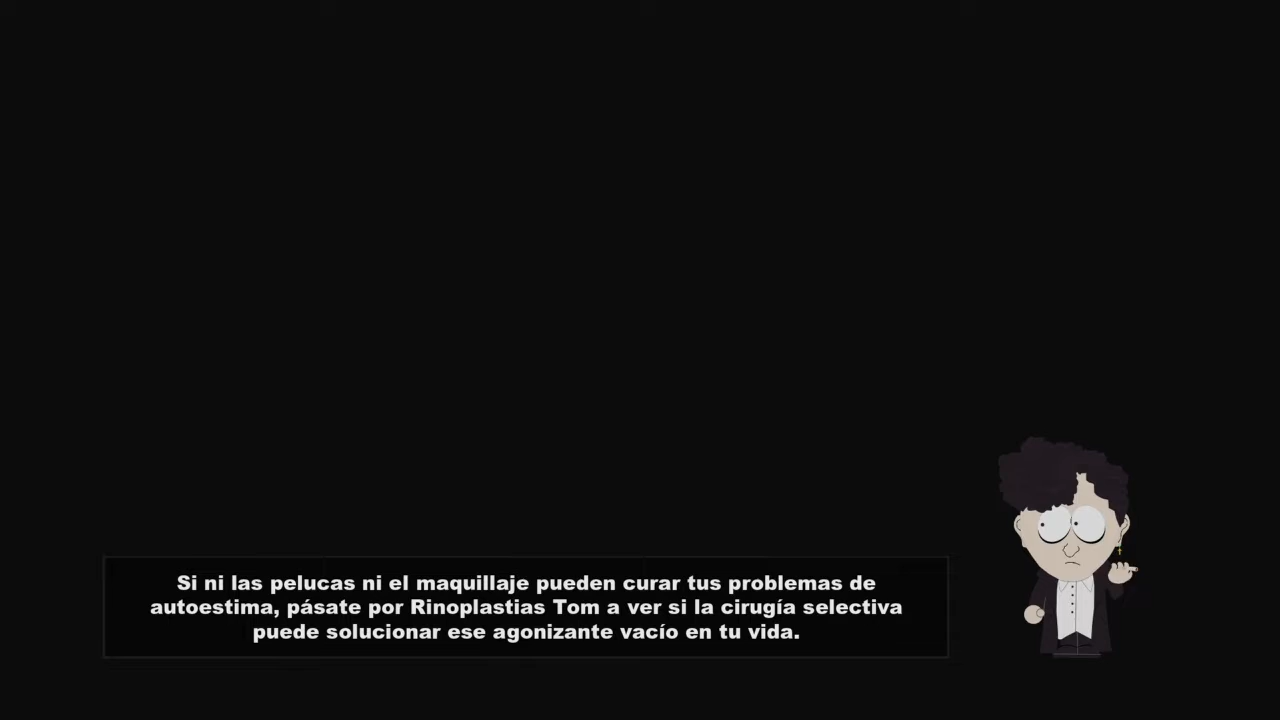 Si ni las pelucas ni el maquillaje pueden curar tus problemas de
autoestima, pásate por Rinoplastias Tom a ver si la cirugía selectiva
puede solucionar ese agonizante vacío en tu vida.